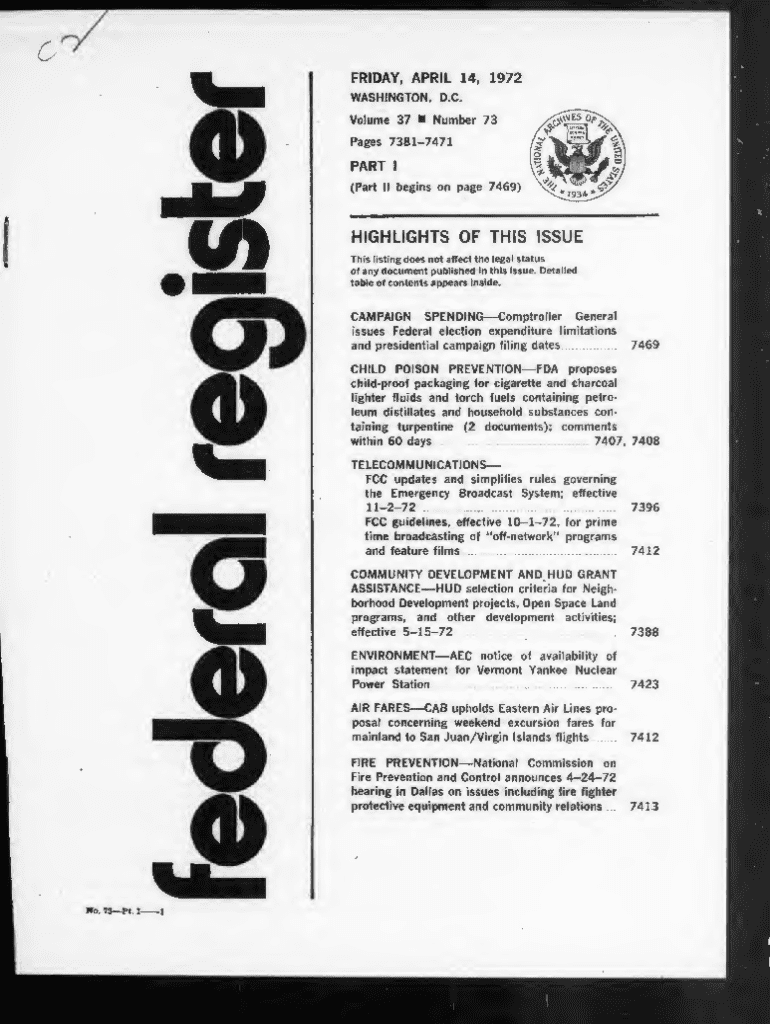 C2
federal register
FRIDAY, APRIL 14, 1972
WASHINGTON, D.C.
Volume 37 ■ Number 73
Pages 7381–7471
PART I
(Part II begins on page 7469)
THE NATIONAL ARCHIVES OF THE UNITED STATES
1934
HIGHLIGHTS OF THIS ISSUE
This listing does not affect the legal status
of any document published in this issue. Detailed
table of contents appears inside.
CAMPAIGN SPENDING—Comptroller General
issues Federal election expenditure limitations
and presidential campaign filing dates 7469
CHILD POISON PREVENTION—FDA proposes
child-proof packaging for cigarette and charcoal
lighter fluids and torch fuels containing petro-
leum distillates and household substances con-
taining turpentine (2 documents); comments
within 60 days 7407, 7408
TELECOMMUNICATIONS—
FCC updates and simplifies rules governing
the Emergency Broadcast System; effective
11–2–72 7396
FCC guidelines, effective 10–1–72, for prime
time broadcasting of "off-network" programs
and feature films 7412
COMMUNITY DEVELOPMENT AND HUD GRANT
ASSISTANCE—HUD selection criteria for Neigh-
borhood Development projects, Open Space Land
programs, and other development activities;
effective 5–15–72 7388
ENVIRONMENT—AEC notice of availability of
impact statement for Vermont Yankee Nuclear
Power Station 7423
AIR FARES—CAB upholds Eastern Air Lines pro-
posal concerning weekend excursion fares for
mainland to San Juan/Virgin Islands flights 7412
FIRE PREVENTION—National Commission on
Fire Prevention and Control announces 4–24–72
hearing in Dallas on issues including fire fighter
protective equipment and community relations 7413
No. 73—Pt. I——1